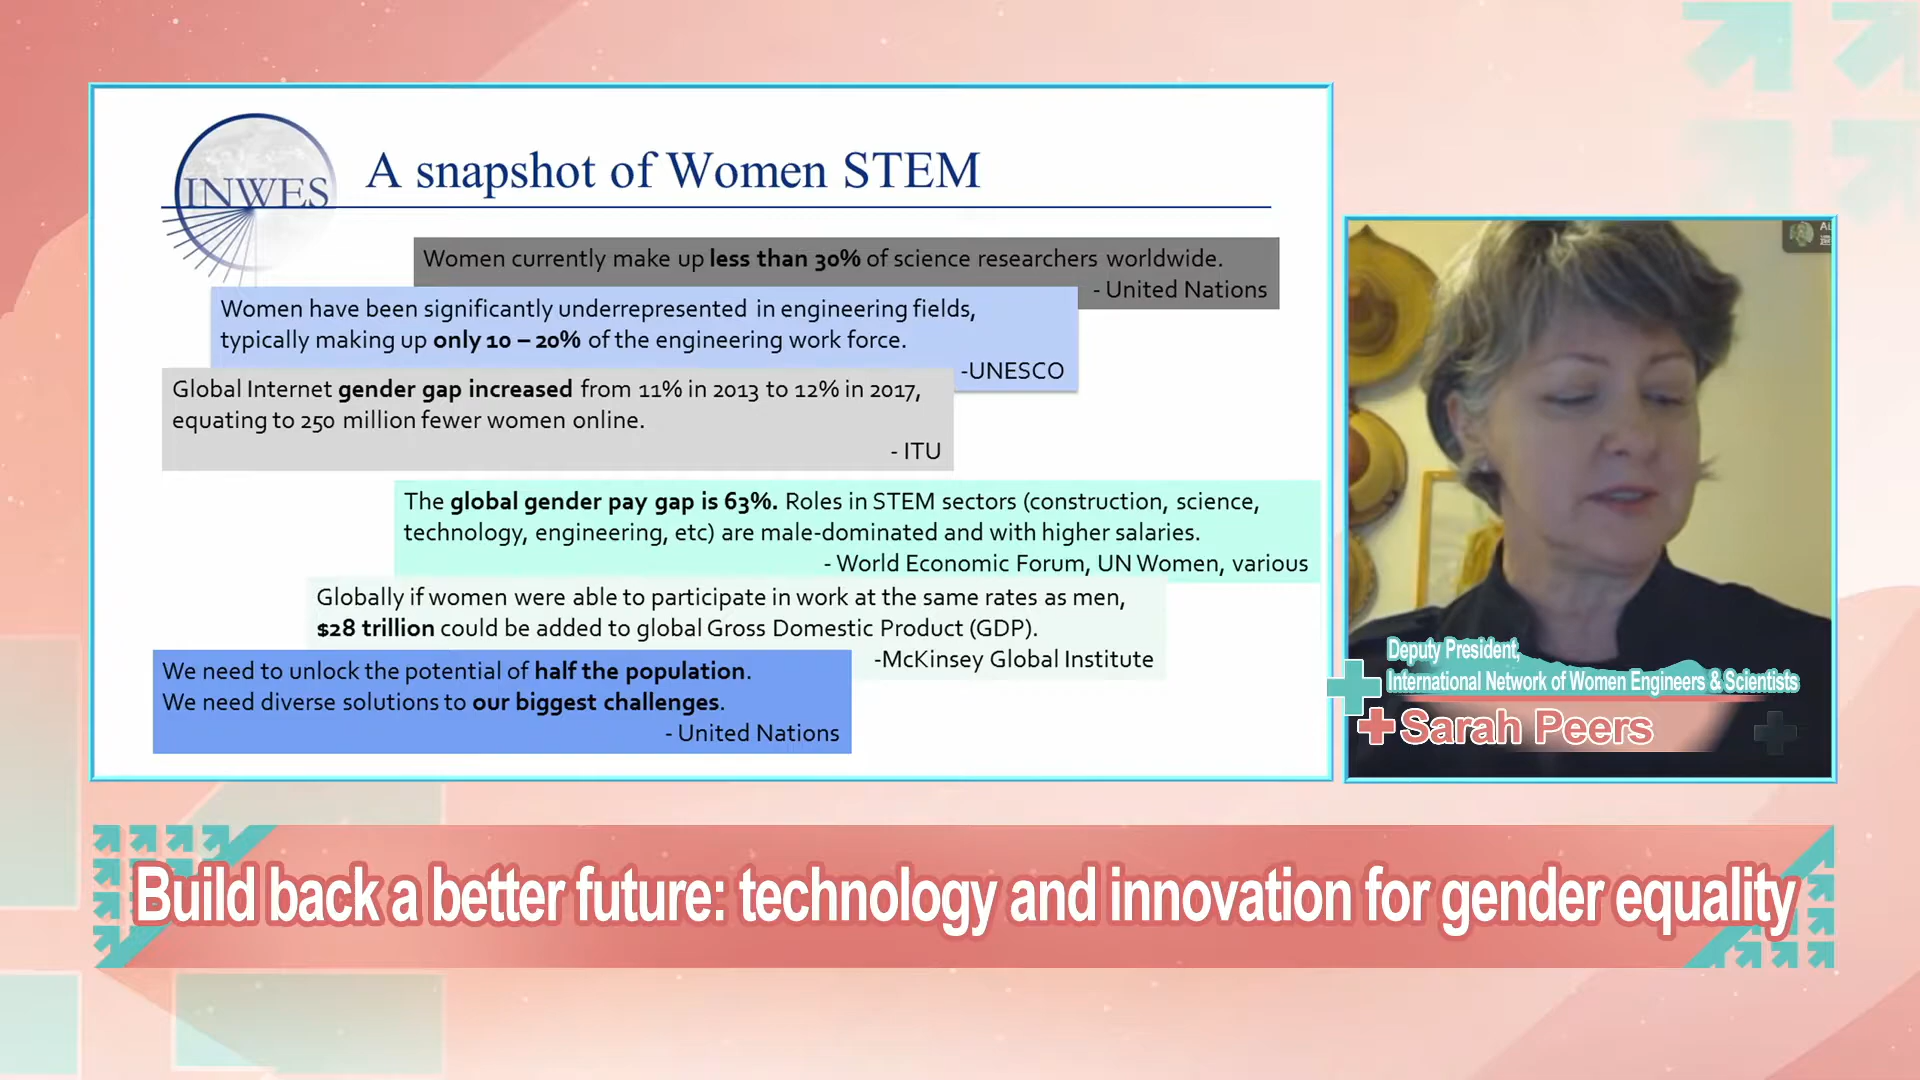 INWES
A snapshot of Women STEM
Women currently make up less than 30% of science researchers worldwide.
- United Nations
Women have been significantly underrepresented in engineering fields,
typically making up only 10 – 20% of the engineering work force.
-UNESCO
Global Internet gender gap increased from 11% in 2013 to 12% in 2017,
equating to 250 million fewer women online.
- ITU
The global gender pay gap is 63%. Roles in STEM sectors (construction, science,
technology, engineering, etc) are male-dominated and with higher salaries.
- World Economic Forum, UN Women, various
Globally if women were able to participate in work at the same rates as men,
$28 trillion could be added to global Gross Domestic Product (GDP).
-McKinsey Global Institute
We need to unlock the potential of half the population.
We need diverse solutions to our biggest challenges.
- United Nations
Deputy President,
International Network of Women Engineers & Scientists
Sarah Peers
Build back a better future: technology and innovation for gender equality